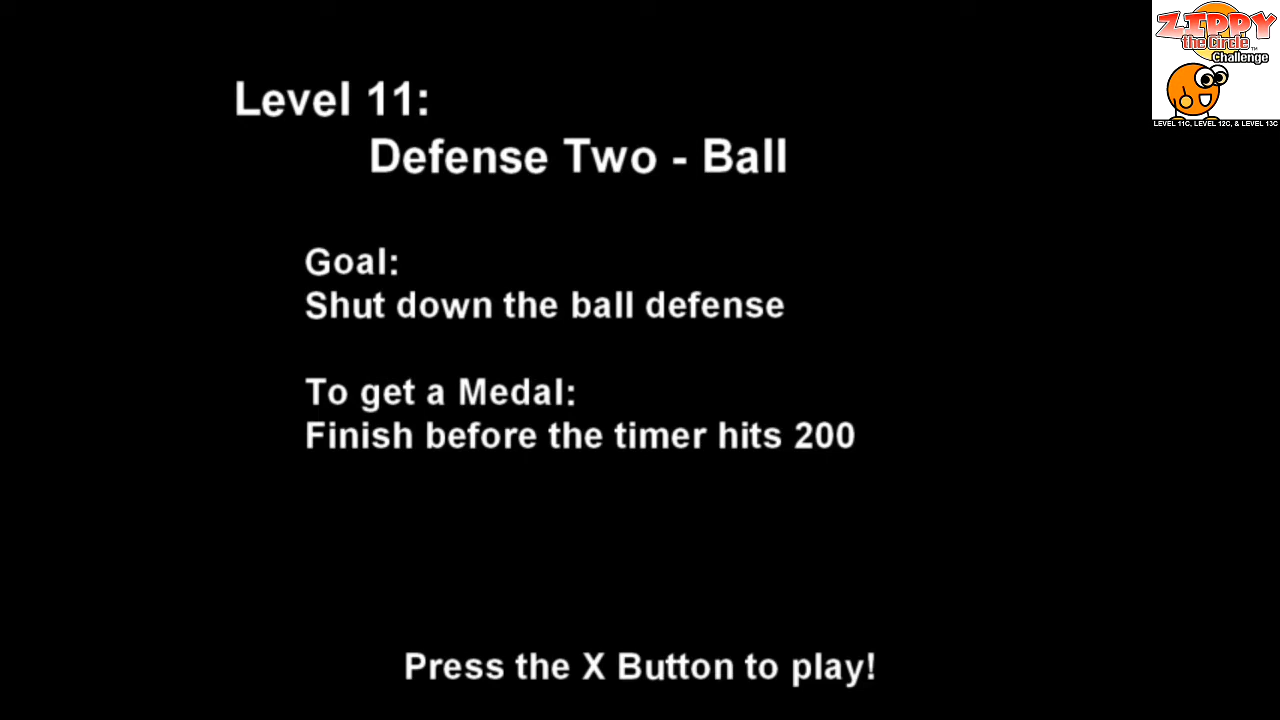 ZIPPY
the Circle
Challenge
LEVEL 11C, LEVEL 12C, & LEVEL 13C
Level 11:
Defense Two - Ball
Goal:
Shut down the ball defense
To get a Medal:
Finish before the timer hits 200
Press the X Button to play!